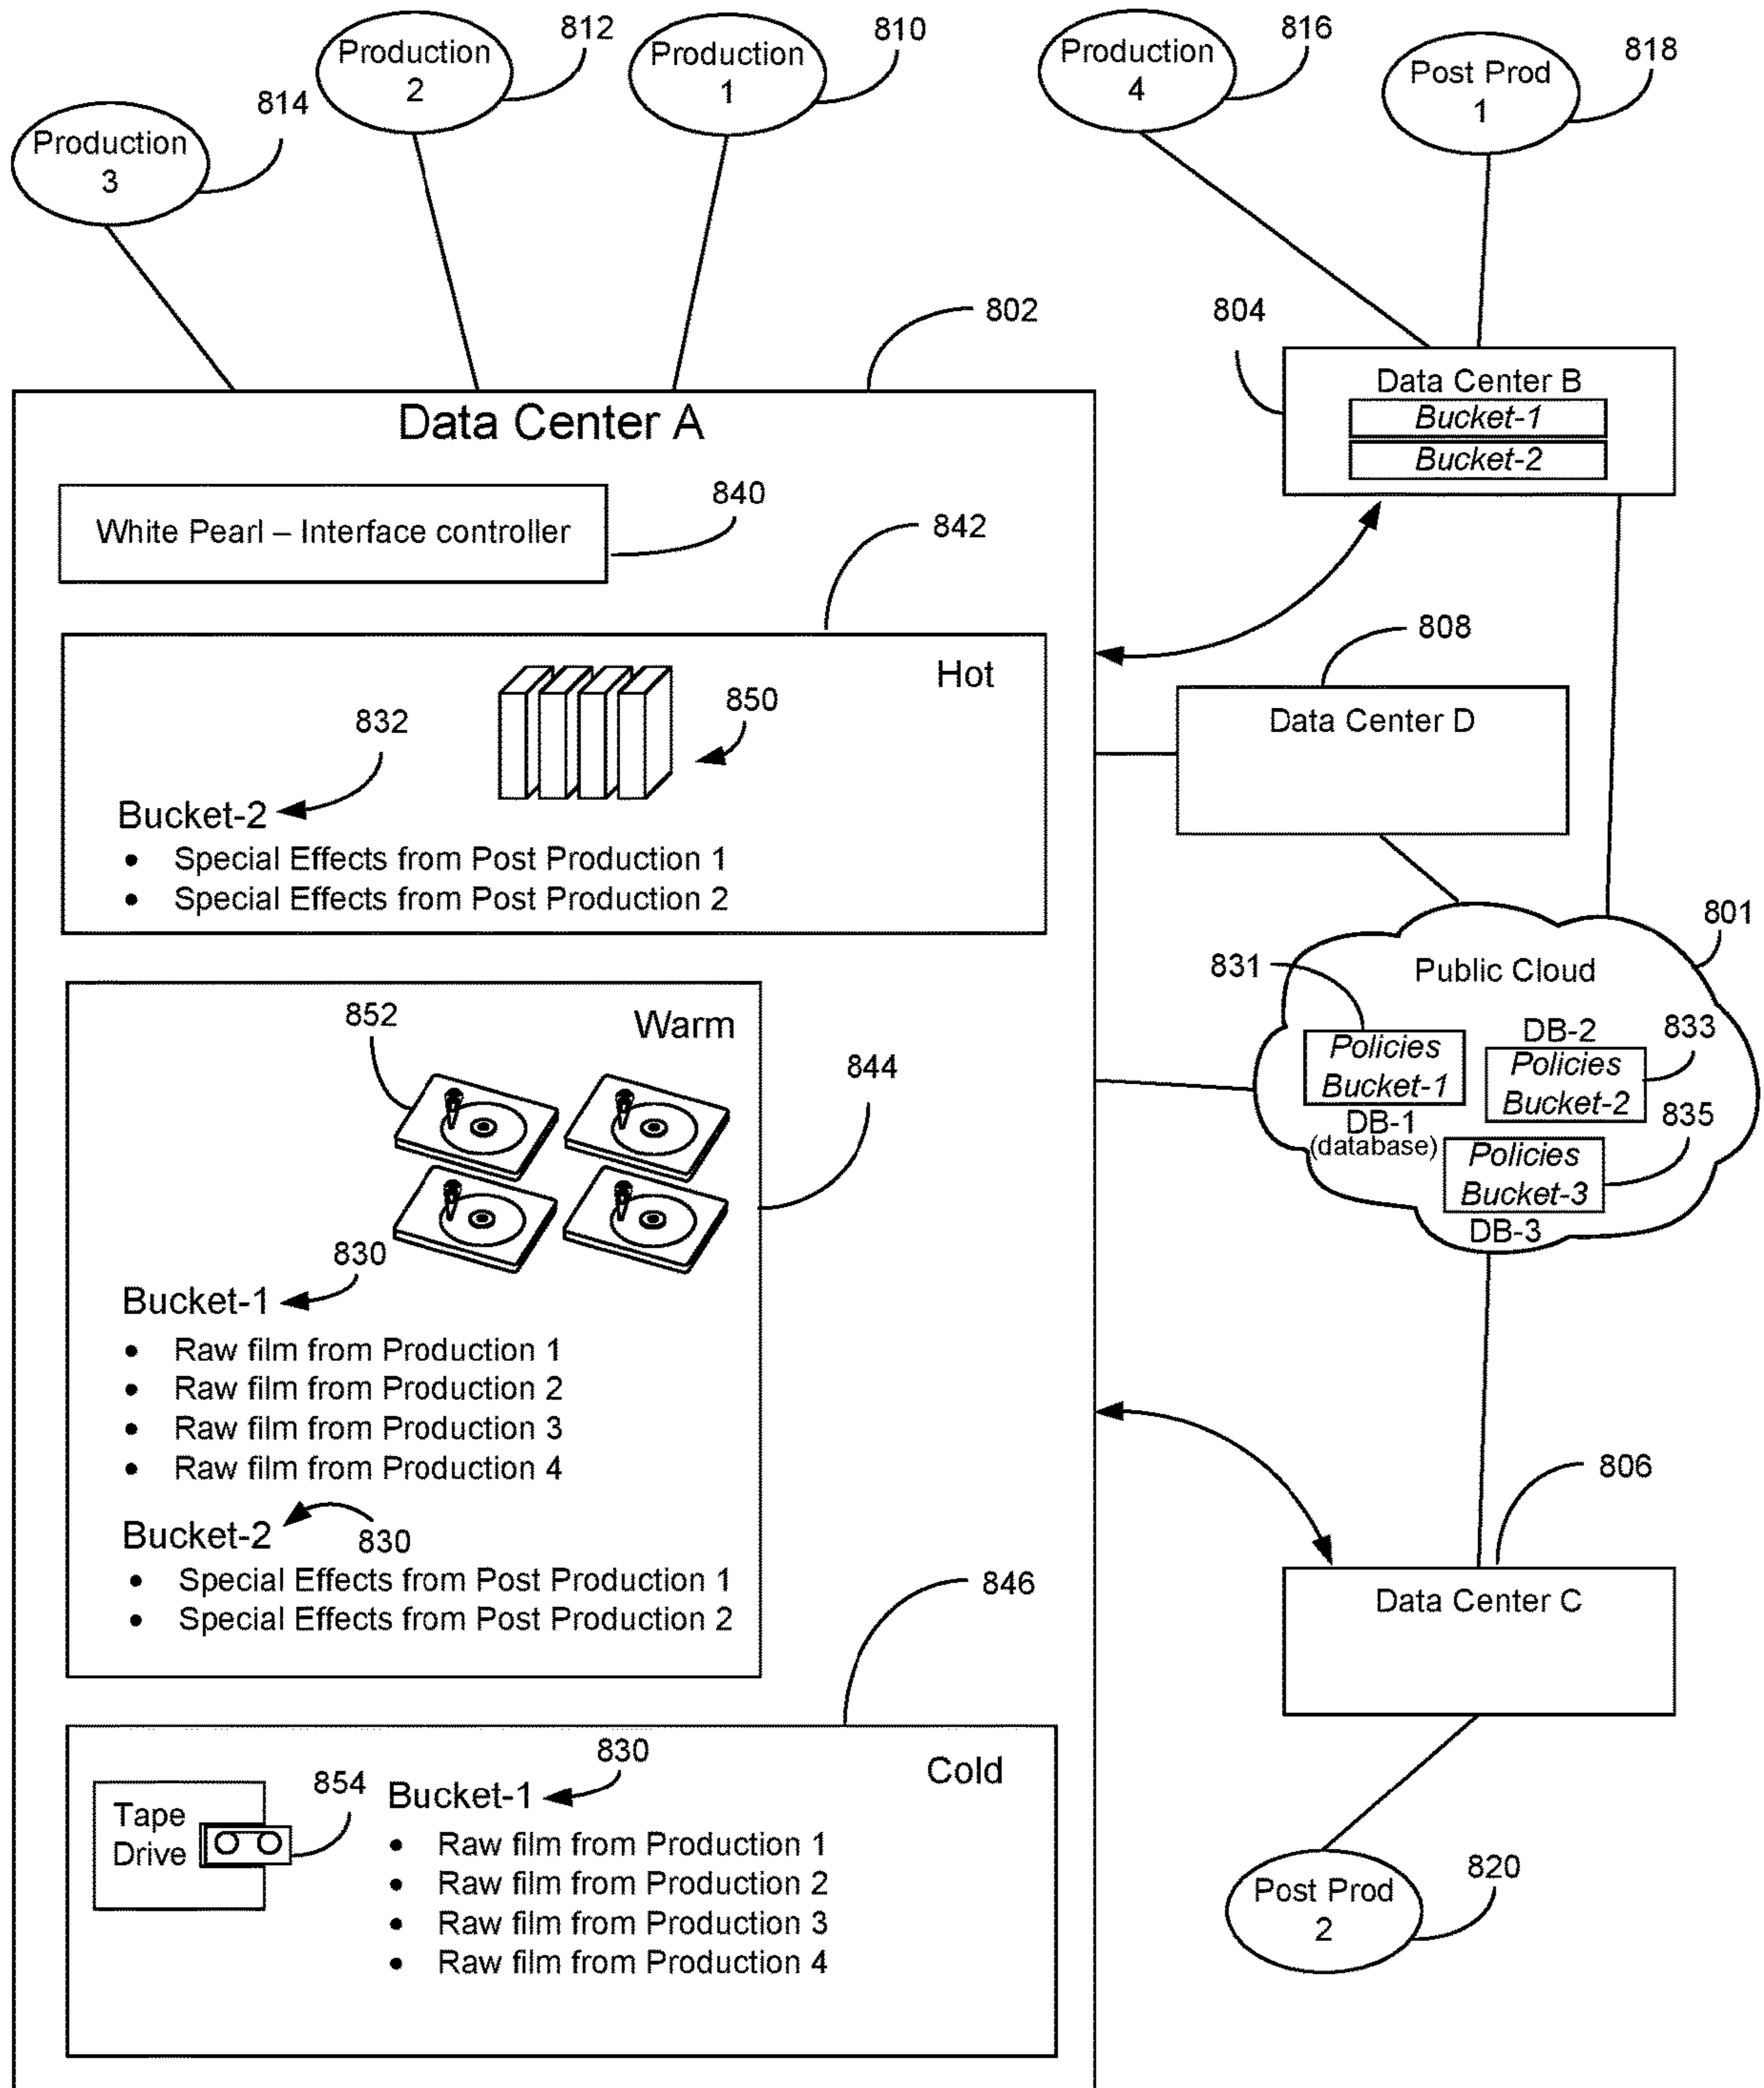 Production
2
812
Production
1
810
Production
4
816
Post Prod
1
818
Production
3
814
802
804
Data Center A
Data Center B
Bucket-1
Bucket-2
White Pearl – Interface controller
840
842
Hot
850
832
Bucket-2
• Special Effects from Post Production 1
• Special Effects from Post Production 2
808
Data Center D
801
Public Cloud
831
Policies
Bucket-1
DB-1
(database)
DB-2
Policies
Bucket-2
833
835
Policies
Bucket-3
DB-3
Warm
852
844
830
Bucket-1
• Raw film from Production 1
• Raw film from Production 2
• Raw film from Production 3
• Raw film from Production 4
Bucket-2
830
• Special Effects from Post Production 1
• Special Effects from Post Production 2
846
806
Data Center C
Cold
Tape
Drive
854
830
Bucket-1
• Raw film from Production 1
• Raw film from Production 2
• Raw film from Production 3
• Raw film from Production 4
Post Prod
2
820